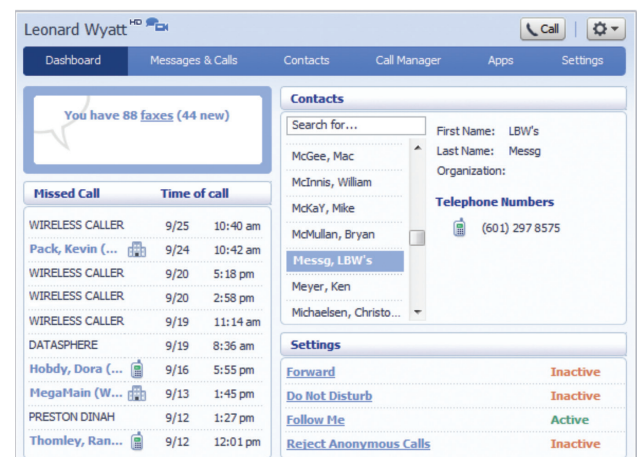 Leonard Wyatt HD
Call
Dashboard Messages & Calls Contacts Call Manager Apps Settings
You have 88 faxes (44 new)
Missed Call Time of call
WIRELESS CALLER 9/25 10:40 am
Pack, Kevin (... 9/24 10:42 am
WIRELESS CALLER 9/20 5:18 pm
WIRELESS CALLER 9/20 2:58 pm
WIRELESS CALLER 9/19 11:14 am
DATASPHERE 9/19 8:36 am
Hobdy, Dora (... 9/16 5:55 pm
MegaMain (W... 9/13 1:45 pm
PRESTON DINAH 9/12 1:27 pm
Thomley, Ran... 9/12 12:01 pm
Contacts
Search for...
McGee, Mac
McInnis, William
McKaY, Mike
McMullan, Bryan
Messg, LBW's
Meyer, Ken
Michaelsen, Christo...
First Name: LBW's
Last Name: Messg
Organization:
Telephone Numbers
(601) 297 8575
Settings
Forward Inactive
Do Not Disturb Inactive
Follow Me Active
Reject Anonymous Calls Inactive